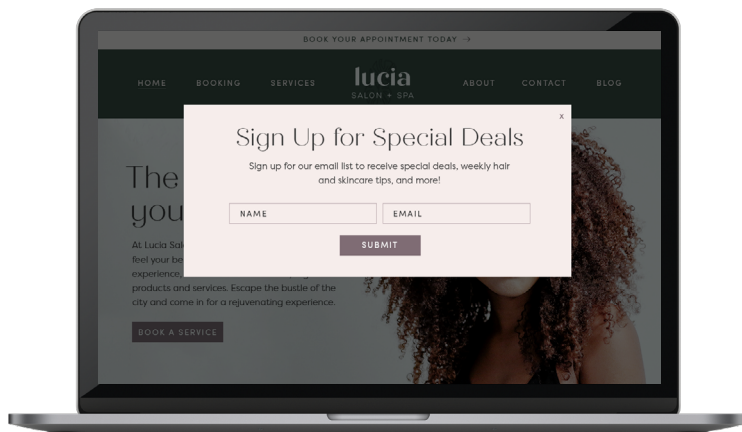 BOOK YOUR APPOINTMENT TODAY →
HOME BOOKING SERVICES
lucia
SALON + SPA
ABOUT CONTACT BLOG
x
Sign Up for Special Deals
Sign up for our email list to receive special deals, weekly hair
and skincare tips, and more!
NAME EMAIL
SUBMIT
The
you
At Lucia Sal
feel your be
experience,
products and services. Escape the bustle of the
city and come in for a rejuvenating experience.
BOOK A SERVICE